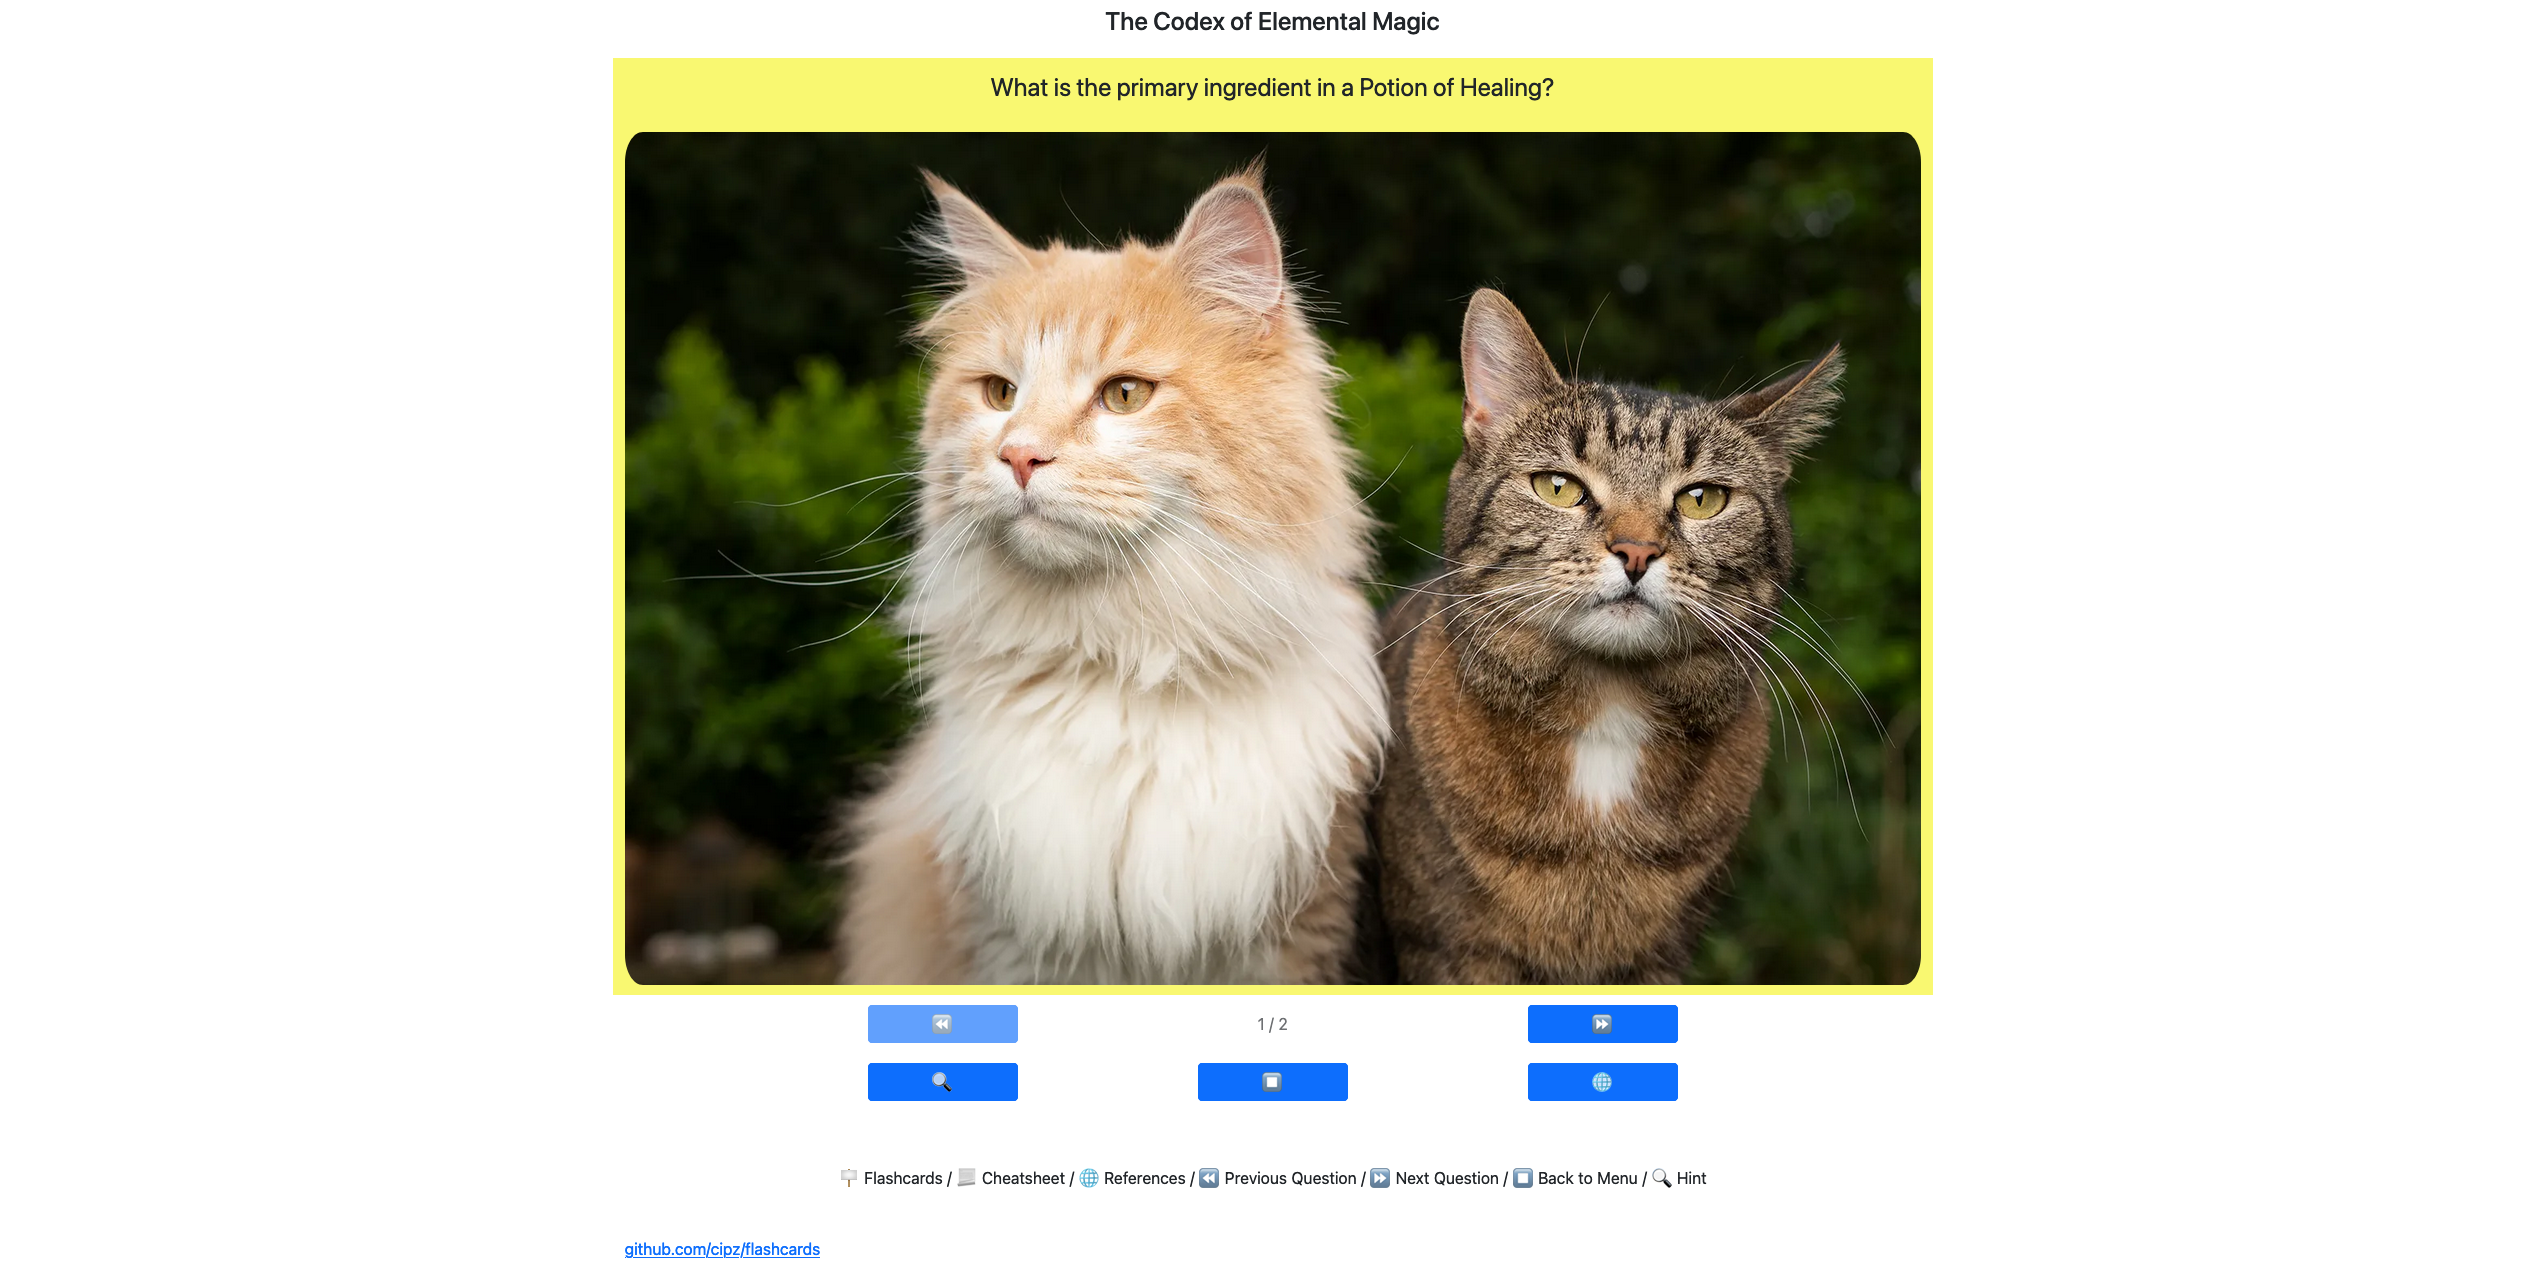 The Codex of Elemental Magic
What is the primary ingredient in a Potion of Healing?
1 / 2
Flashcards / Cheatsheet / References / Previous Question / Next Question / Back to Menu / Hint
github.com/cipz/flashcards